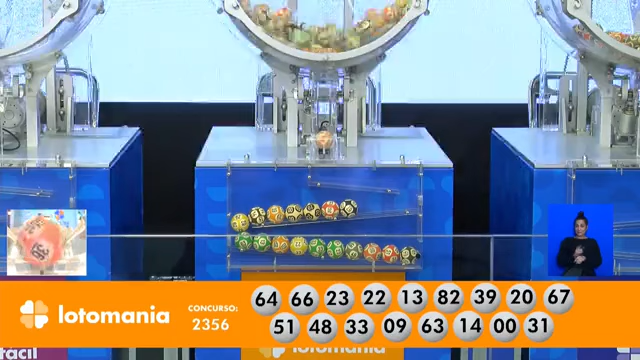 lotomania
CONCURSO:
2356
64 66 23 22 13 82 39 20 67
51 48 33 09 63 14 00 31
lotomania